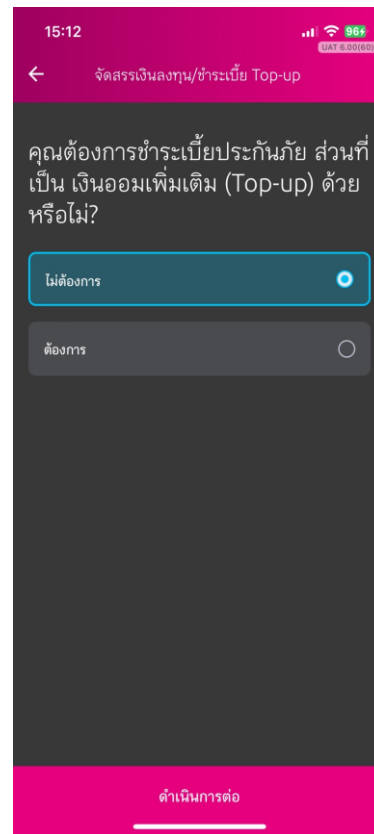 15:12
96
UAT 6.00(60)
จัดสรรเงินลงทุน/ชำระเบี้ย Top-up
คุณต้องการชำระเบี้ยประกันภัย ส่วนที่
เป็น เงินออมเพิ่มเติม (Top-up) ด้วย
หรือไม่?
ไม่ต้องการ
ต้องการ
ดำเนินการต่อ